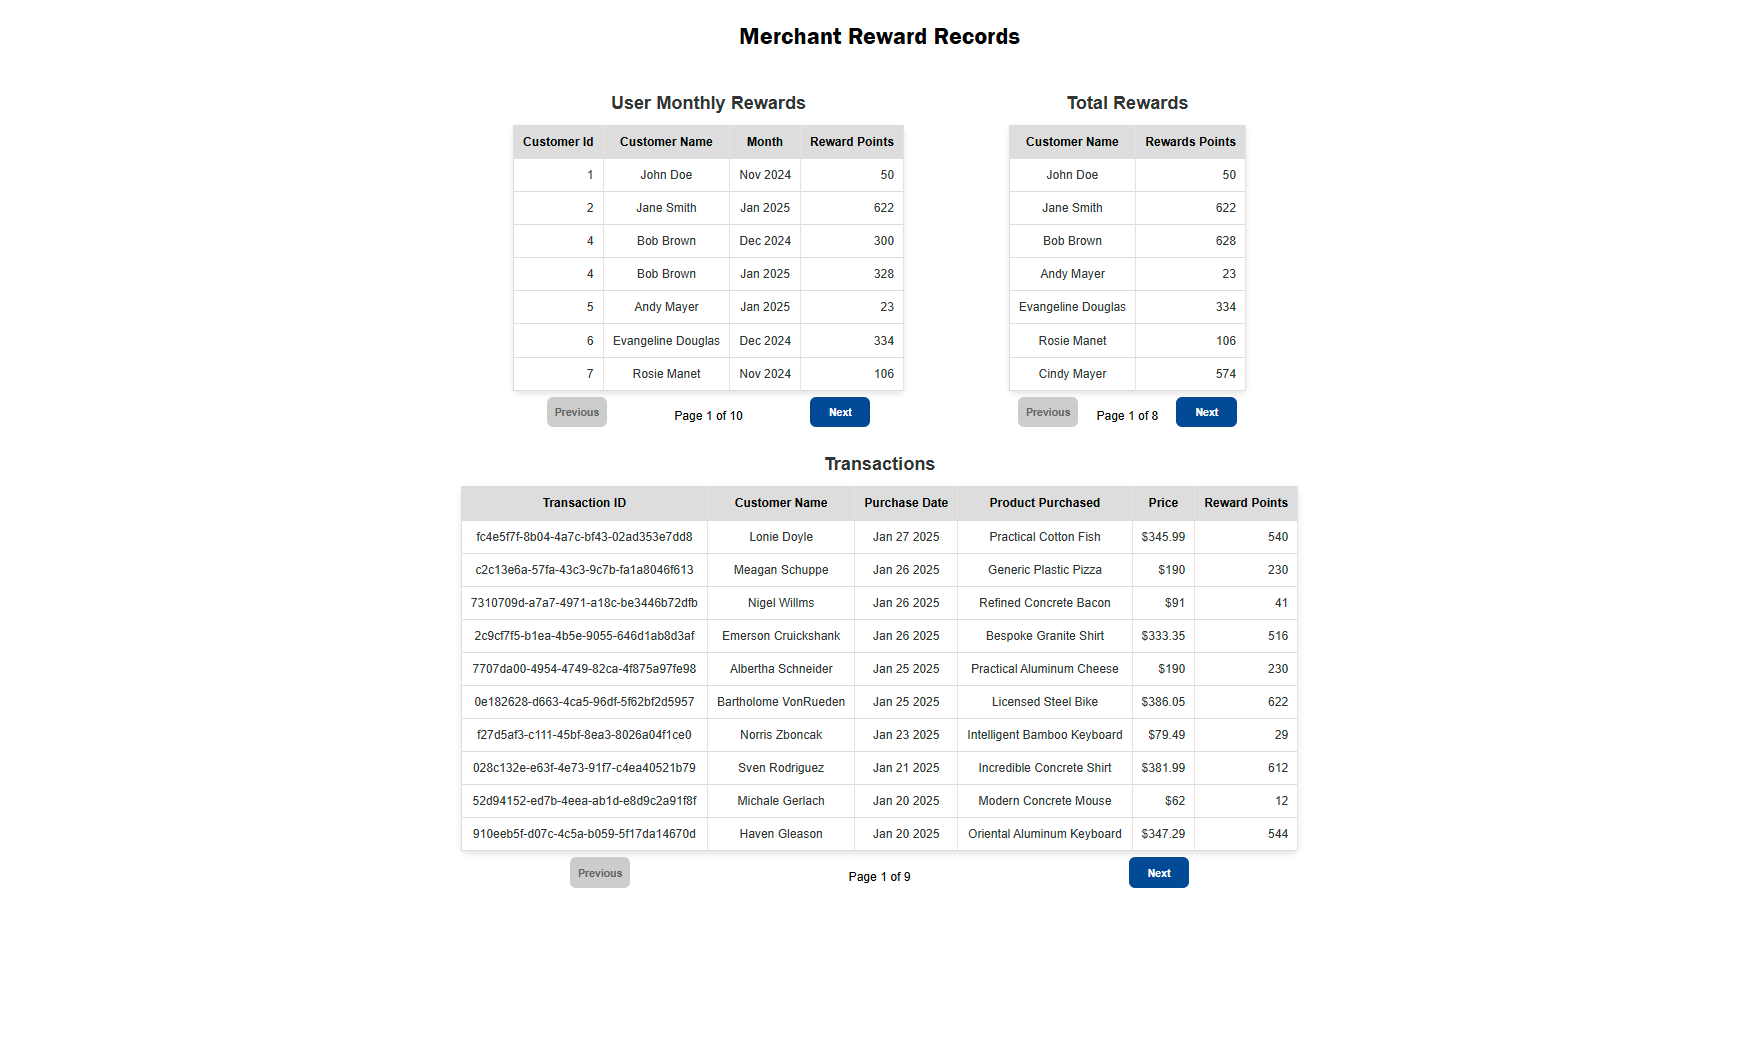 Merchant Reward Records
User Monthly Rewards
Customer Id Customer Name Month Reward Points
1 John Doe Nov 2024 50
2 Jane Smith Jan 2025 622
4 Bob Brown Dec 2024 300
4 Bob Brown Jan 2025 328
5 Andy Mayer Jan 2025 23
6 Evangeline Douglas Dec 2024 334
7 Rosie Manet Nov 2024 106
Previous Page 1 of 10 Next
Total Rewards
Customer Name Rewards Points
John Doe 50
Jane Smith 622
Bob Brown 628
Andy Mayer 23
Evangeline Douglas 334
Rosie Manet 106
Cindy Mayer 574
Previous Page 1 of 8 Next
Transactions
Transaction ID Customer Name Purchase Date Product Purchased Price Reward Points
fc4e5f7f-8b04-4a7c-bf43-02ad353e7dd8 Lonie Doyle Jan 27 2025 Practical Cotton Fish $345.99 540
c2c13e6a-57fa-43c3-9c7b-fa1a8046f613 Meagan Schuppe Jan 26 2025 Generic Plastic Pizza $190 230
7310709d-a7a7-4971-a18c-be3446b72dfb Nigel Willms Jan 26 2025 Refined Concrete Bacon $91 41
2c9cf7f5-b1ea-4b5e-9055-646d1ab8d3af Emerson Cruickshank Jan 26 2025 Bespoke Granite Shirt $333.35 516
7707da00-4954-4749-82ca-4f875a97fe98 Albertha Schneider Jan 25 2025 Practical Aluminum Cheese $190 230
0e182628-d663-4ca5-96df-5f62bf2d5957 Bartholome VonRueden Jan 25 2025 Licensed Steel Bike $386.05 622
f27d5af3-c111-45bf-8ea3-8026a04f1ce0 Norris Zboncak Jan 23 2025 Intelligent Bamboo Keyboard $79.49 29
028c132e-e63f-4e73-91f7-c4ea40521b79 Sven Rodriguez Jan 21 2025 Incredible Concrete Shirt $381.99 612
52d94152-ed7b-4eea-ab1d-e8d9c2a91f8f Michale Gerlach Jan 20 2025 Modern Concrete Mouse $62 12
910eeb5f-d07c-4c5a-b059-5f17da14670d Haven Gleason Jan 20 2025 Oriental Aluminum Keyboard $347.29 544
Previous Page 1 of 9 Next